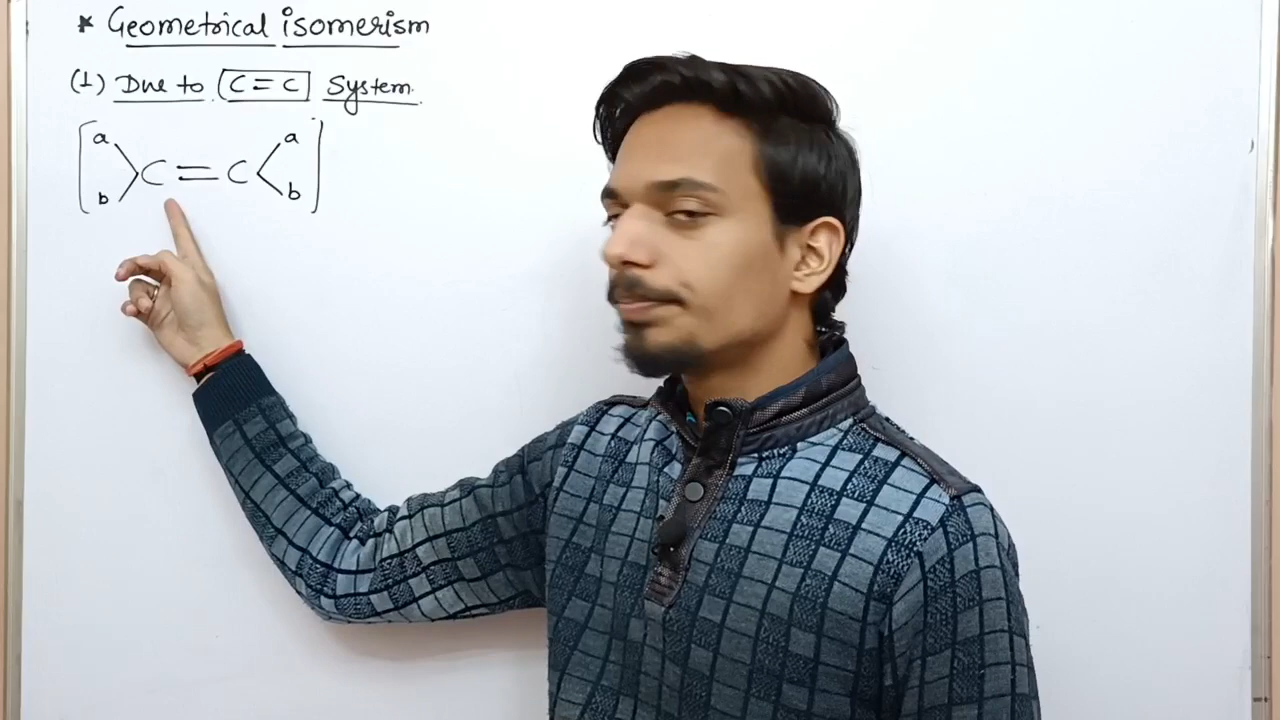 * Geometrical isomerism
(1) Due to C=C System.
a a
C = C
b b